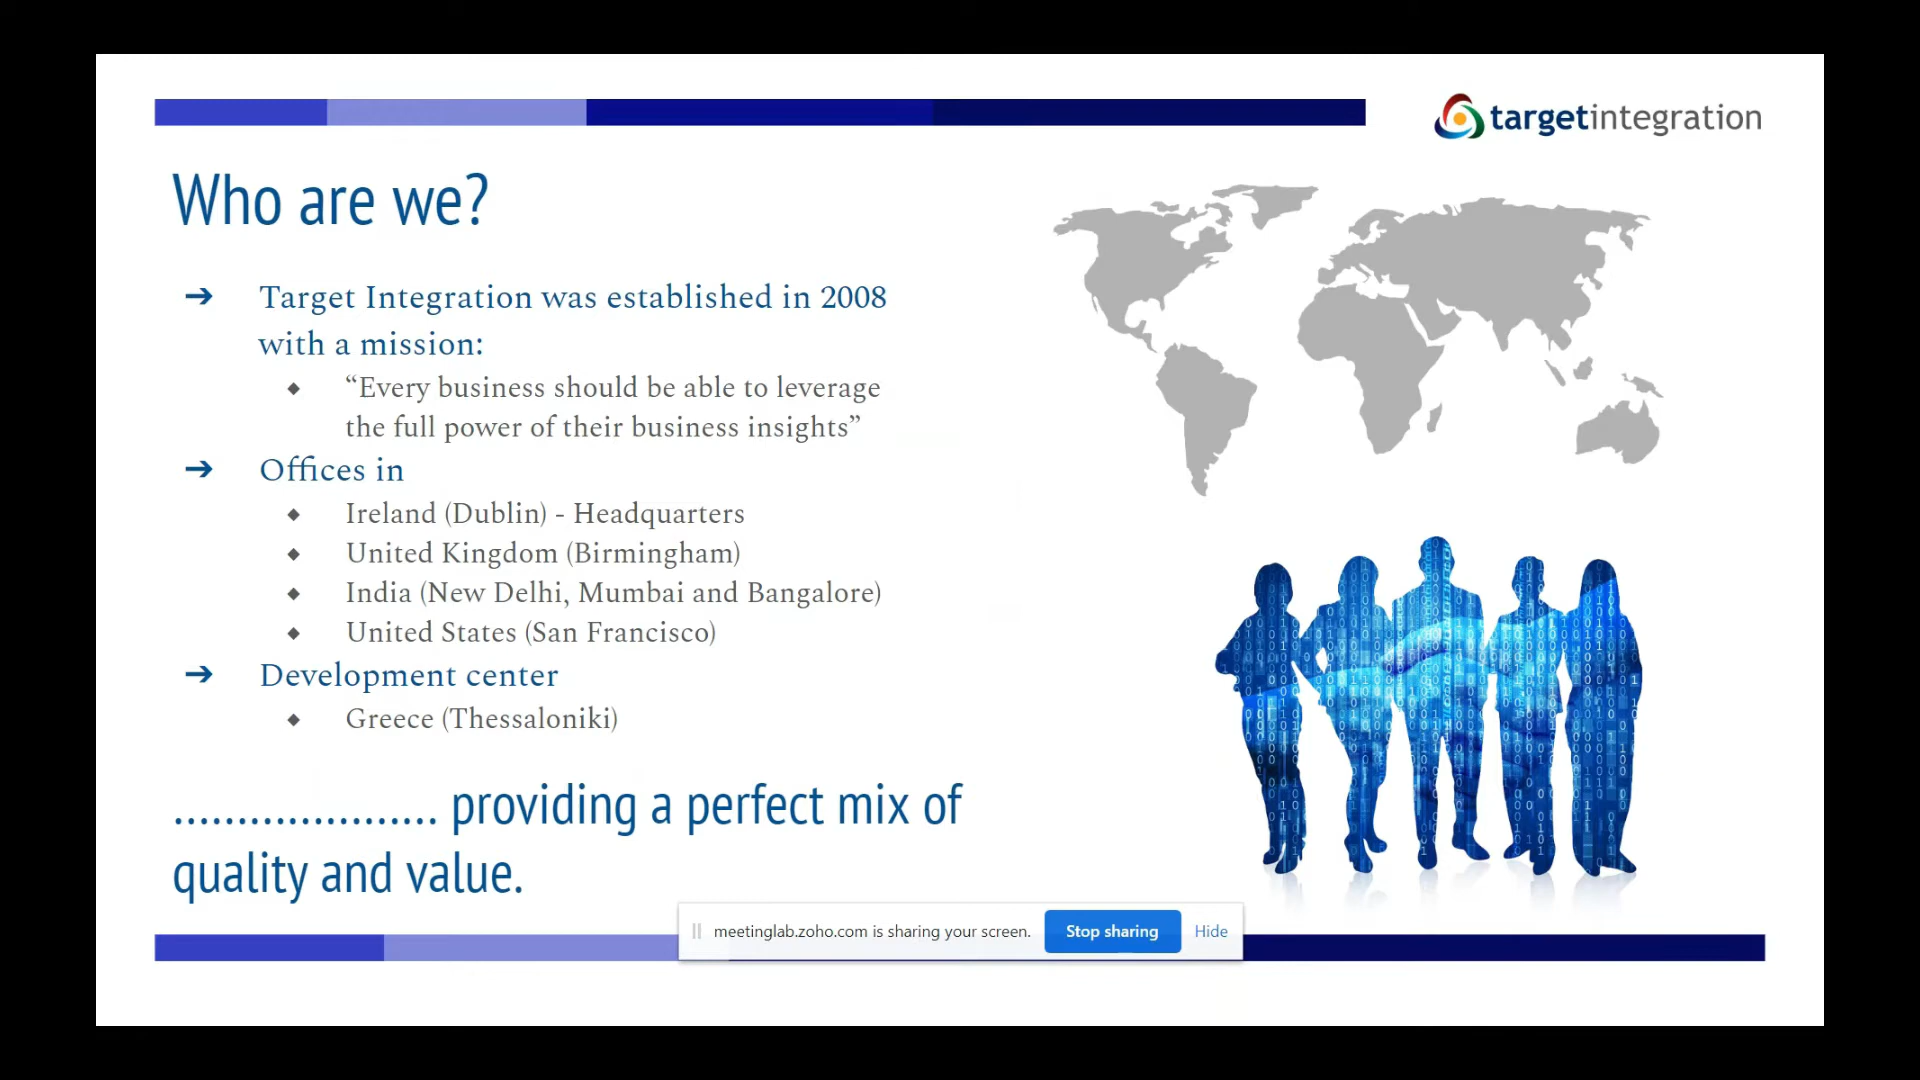 targetintegration
Who are we?
➔ Target Integration was established in 2008
with a mission:
◆ “Every business should be able to leverage
the full power of their business insights”
➔ Offices in
◆ Ireland (Dublin) - Headquarters
◆ United Kingdom (Birmingham)
◆ India (New Delhi, Mumbai and Bangalore)
◆ United States (San Francisco)
➔ Development center
◆ Greece (Thessaloniki)
..................... providing a perfect mix of
quality and value.
meetinglab.zoho.com is sharing your screen. Stop sharing Hide